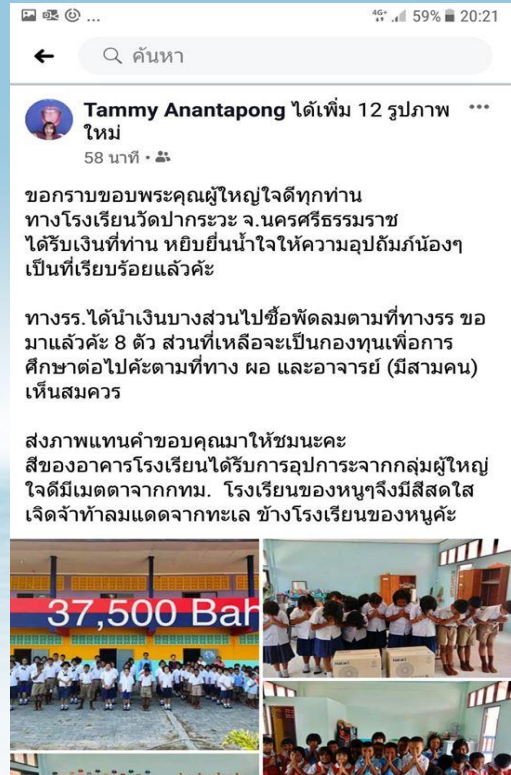 4G+ 59% 20:21
ค้นหา
Tammy Anantapong ได้เพิ่ม 12 รูปภาพ
ใหม่
58 นาที
ขอกราบขอบพระคุณผู้ใหญ่ใจดีทุกท่าน
ทางโรงเรียนวัดปากระวะ จ.นครศรีธรรมราช
ได้รับเงินที่ท่าน หยิบยื่นน้ำใจให้ความอุปถัมภ์น้องๆ
เป็นที่เรียบร้อยแล้วค้ะ
ทางรร.ได้นำเงินบางส่วนไปซื้อพัดลมตามที่ทางรร ขอ
มาแล้วค้ะ 8 ตัว ส่วนที่เหลือจะเป็นกองทุนเพื่อการ
ศึกษาต่อไปค้ะตามที่ทาง ผอ และอาจารย์ (มีสามคน)
เห็นสมควร
ส่งภาพแทนคำขอบคุณมาให้ชมนะคะ
สีของอาคารโรงเรียนได้รับการอุปการะจากกลุ่มผู้ใหญ่
ใจดีมีเมตตาจากกทม. โรงเรียนของหนูๆจึงมีสีสดใส
เจิดจ้าท้าลมแดดจากทะเล ข้างโรงเรียนของหนูค้ะ
37,500 Bah